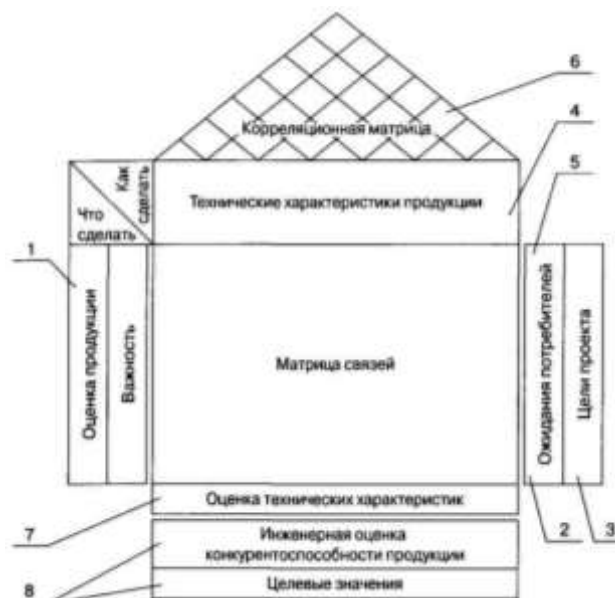 6
Корреляционная матрица
4
5
Как
сделать
Что
сделать
Технические характеристики продукции
1
Оценка продукции
Важность
Матрица связей
Ожидания потребителей
Цели проекта
Оценка технических характеристик
7
2
3
Инженерная оценка
конкурентоспособности продукции
8
Целевые значения